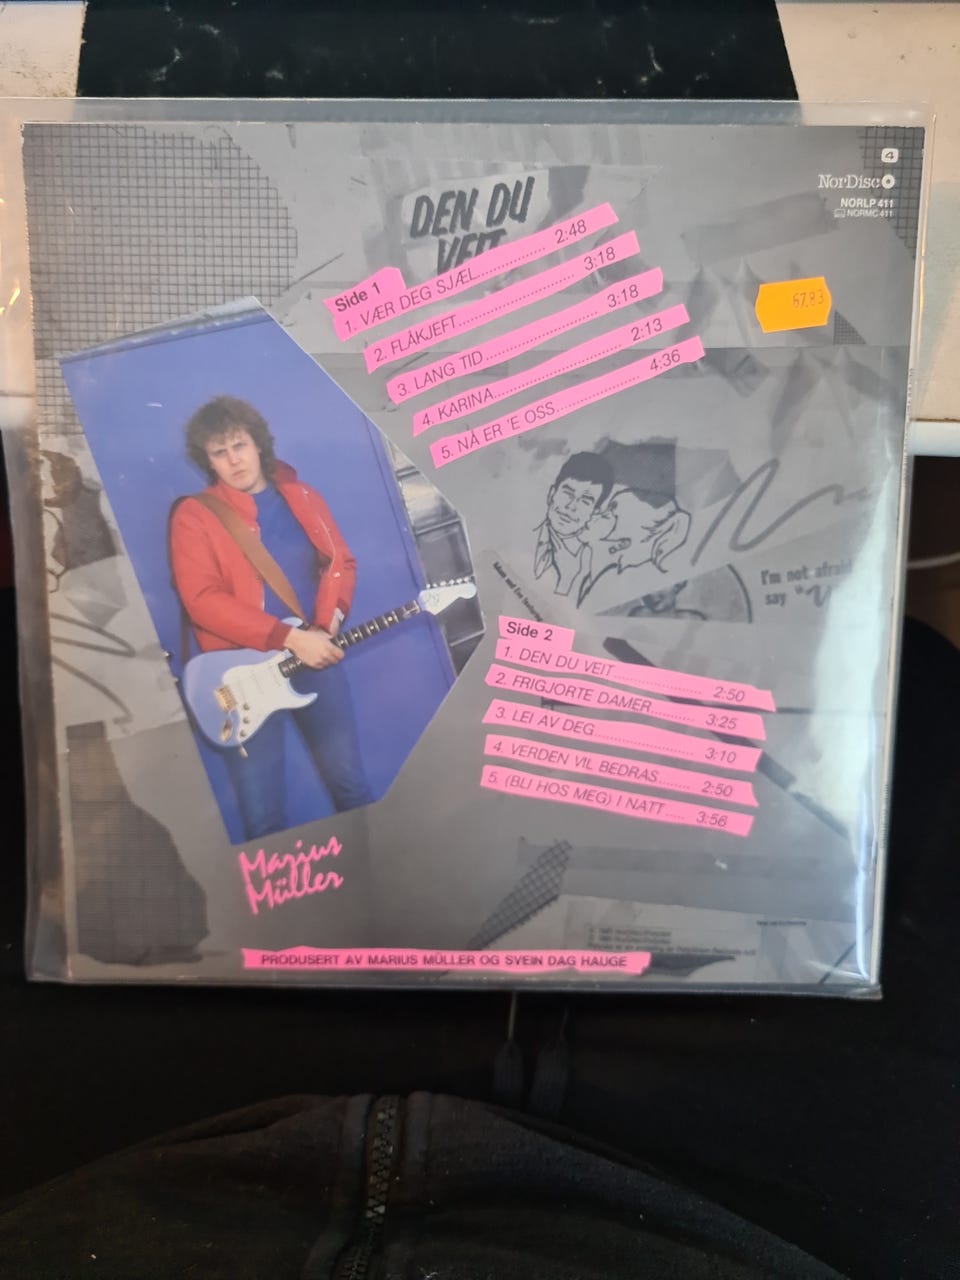 4
NorDisc
NORLP 411
NORMC 411
DEN DU
VEIT
67.83
Side 1
1. VÆR DEG SJÆL.............. 2:48
2. FLÅKJEFT......................... 3:18
3. LANG TID......................... 3:18
4. KARINA............................ 2:13
5. NÅ ER 'E OSS................. 4:36
I'm not afraid
say "
Side 2
1. DEN DU VEIT................... 2:50
2. FRIGJORTE DAMER......... 3:25
3. LEI AV DEG...................... 3:10
4. VERDEN VIL BEDRAS....... 2:50
5. (BLI HOS MEG) I NATT..... 3:56
Marius
Müller
PRODUSERT AV MARIUS MÜLLER OG SVEIN DAG HAUGE